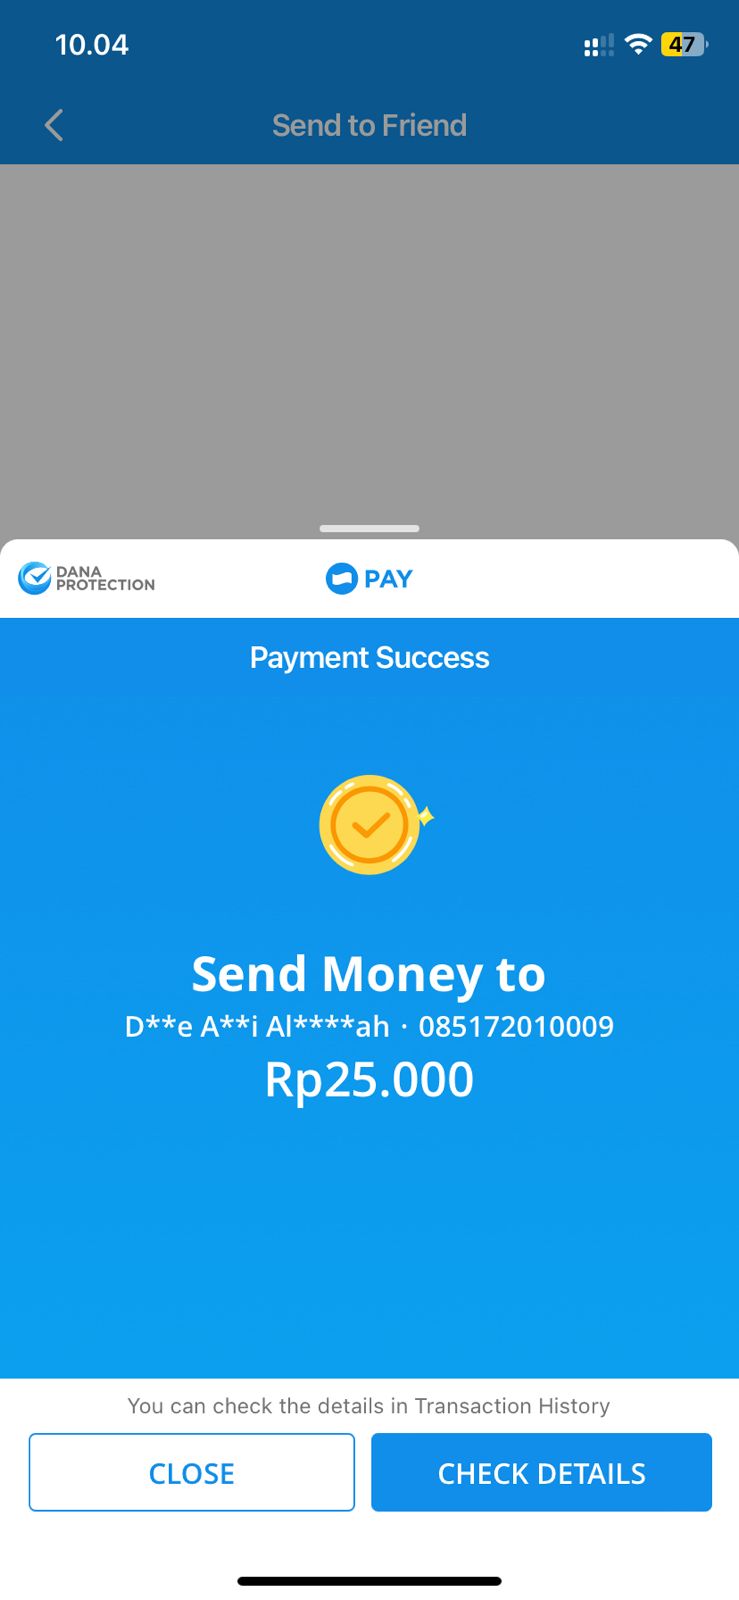 10.04
47
Send to Friend
DANA
PROTECTION
PAY
Payment Success
Send Money to
D**e A**i Al****ah · 085172010009
Rp25.000
You can check the details in Transaction History
CLOSE
CHECK DETAILS